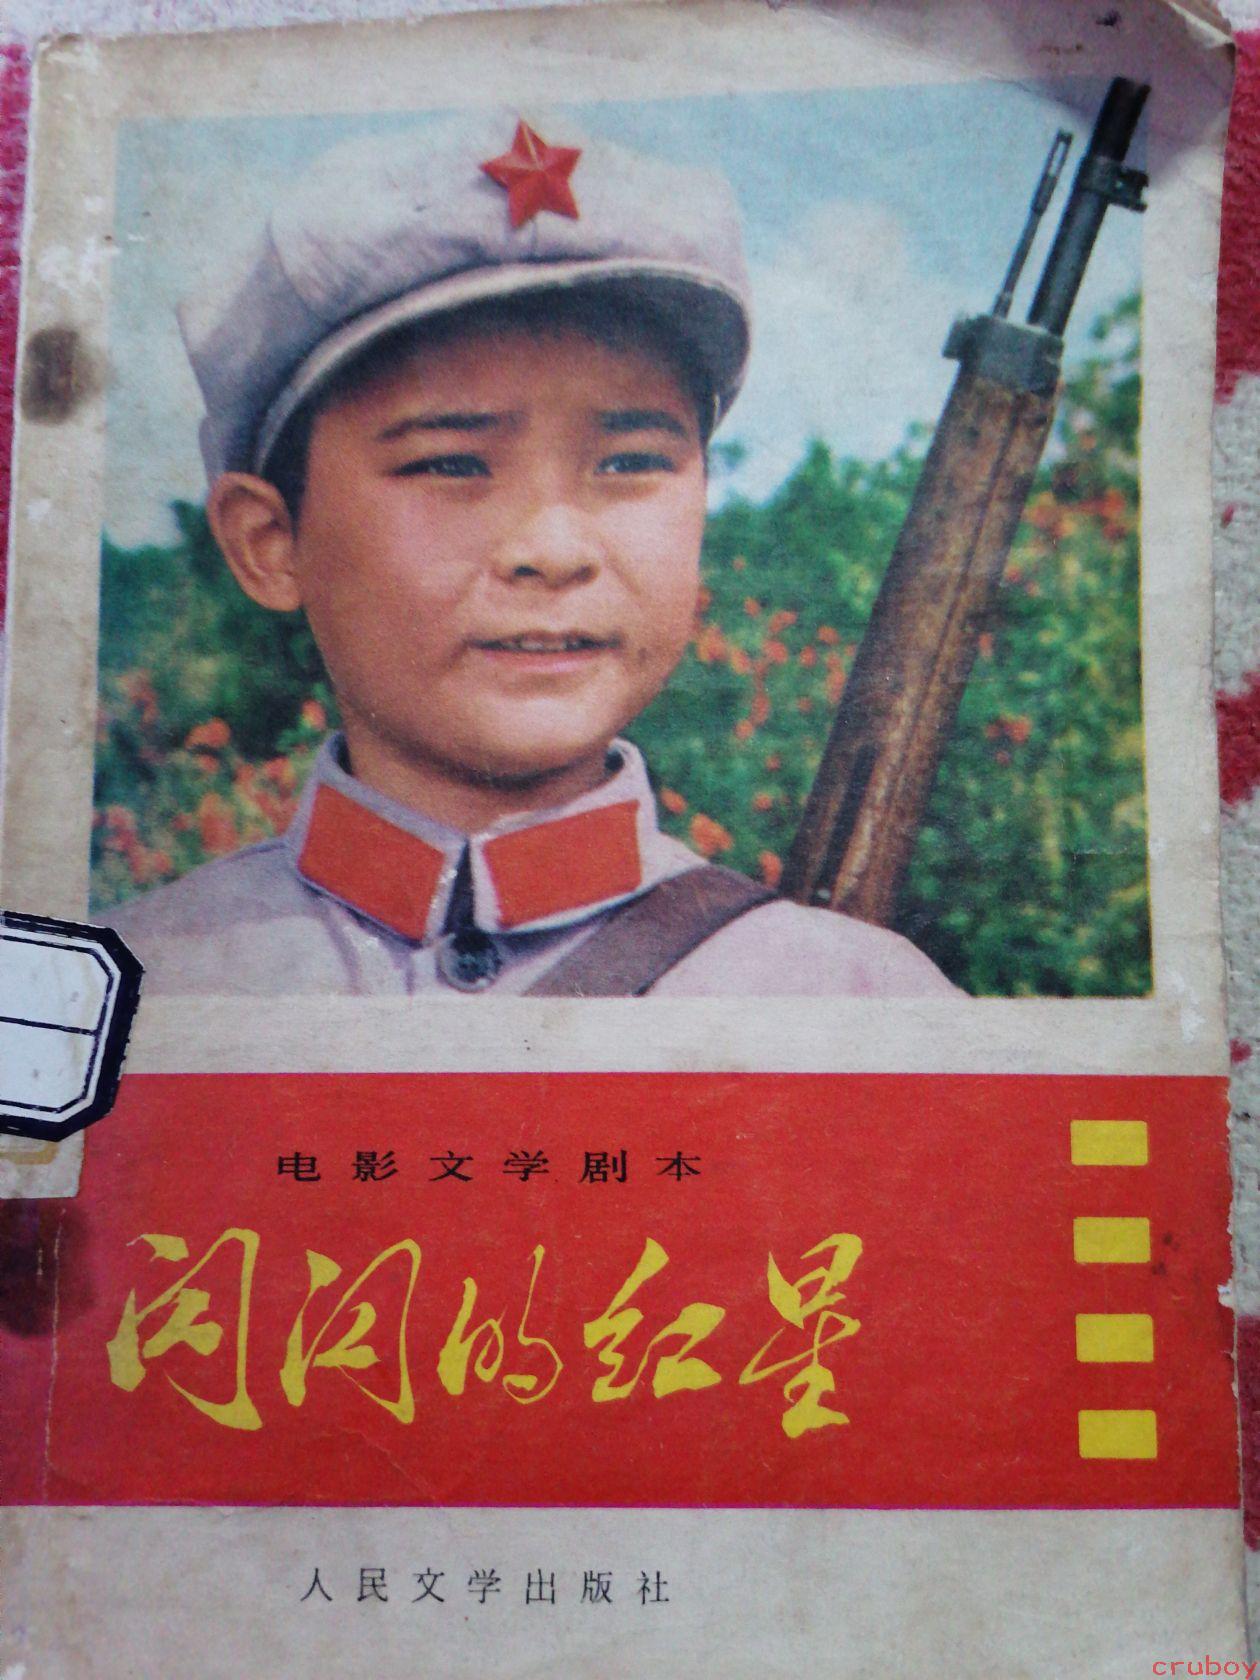 电影文学剧本
闪闪的红星
人民文学出版社
cruboy